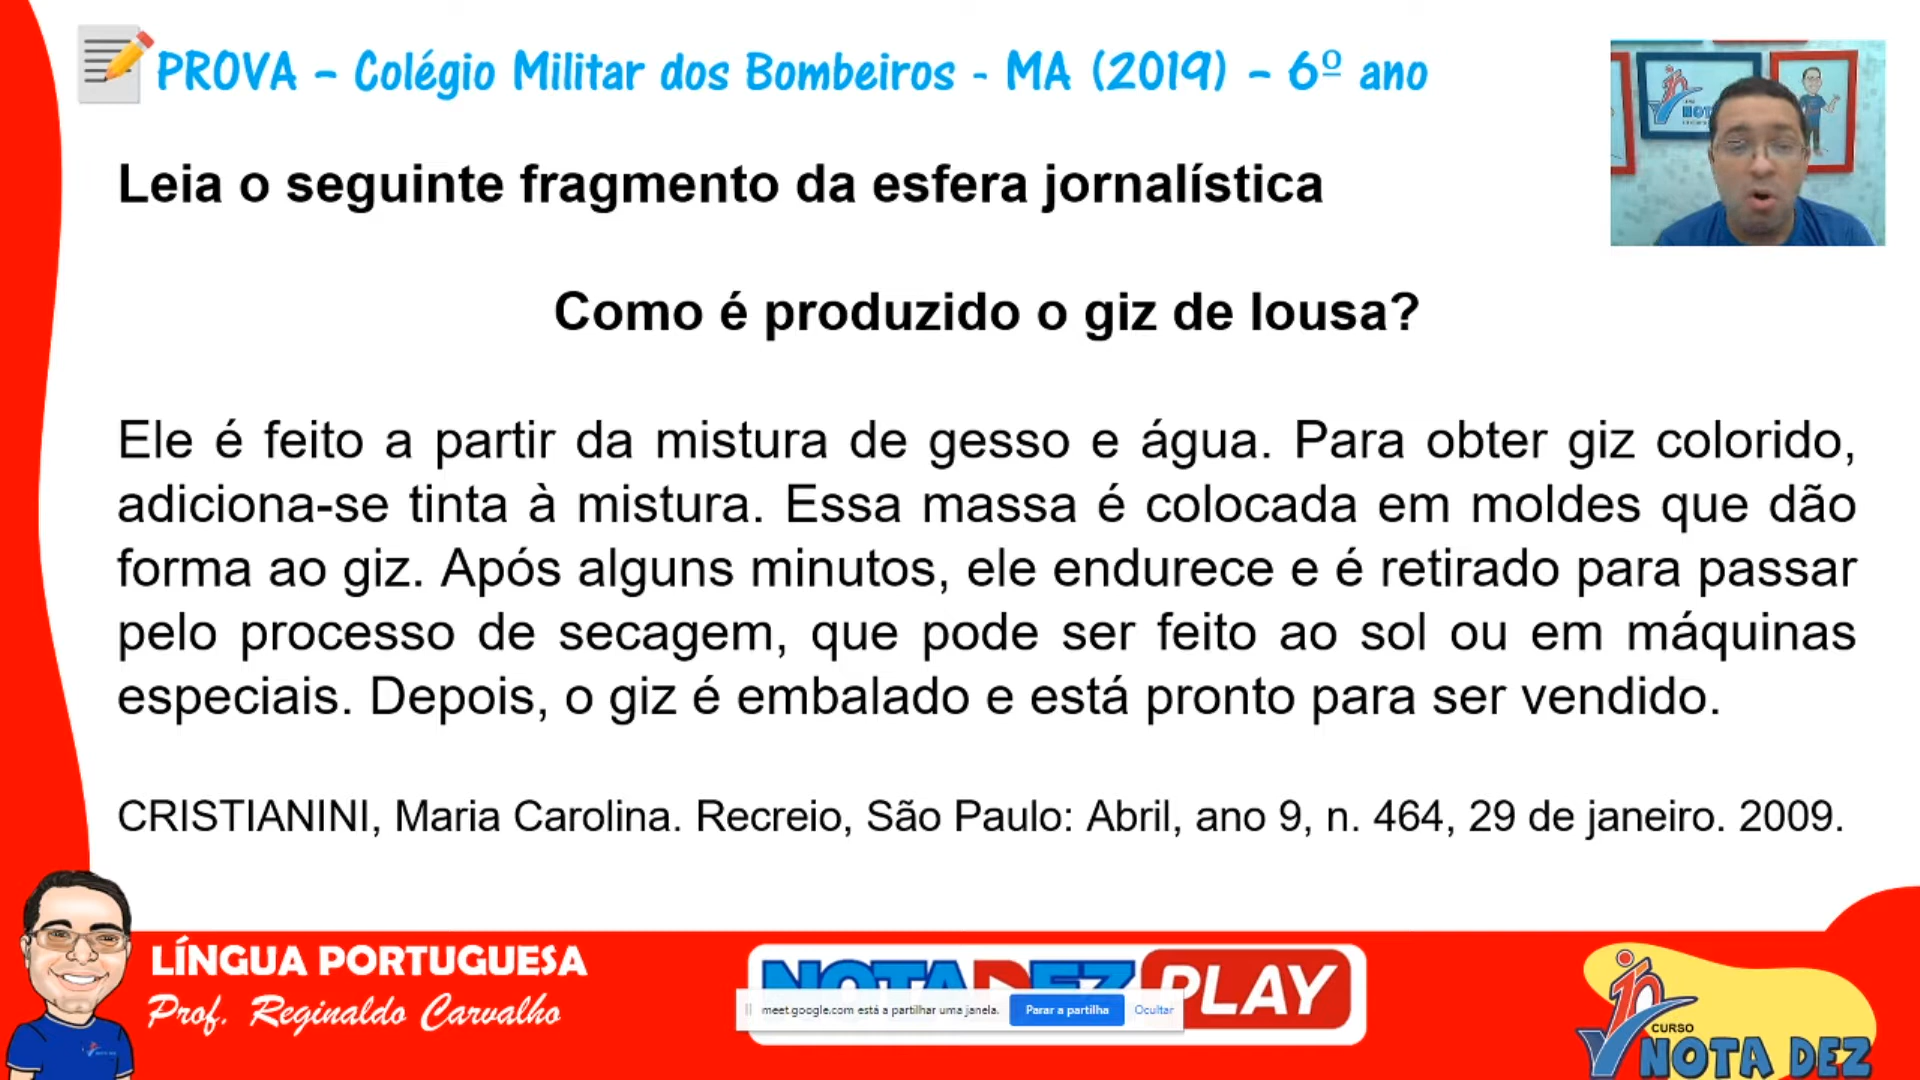 PROVA – Colégio Militar dos Bombeiros - MA (2019) – 6º ano
Leia o seguinte fragmento da esfera jornalística
Como é produzido o giz de lousa?
Ele é feito a partir da mistura de gesso e água. Para obter giz colorido,
adiciona-se tinta à mistura. Essa massa é colocada em moldes que dão
forma ao giz. Após alguns minutos, ele endurece e é retirado para passar
pelo processo de secagem, que pode ser feito ao sol ou em máquinas
especiais. Depois, o giz é embalado e está pronto para ser vendido.
CRISTIANINI, Maria Carolina. Recreio, São Paulo: Abril, ano 9, n. 464, 29 de janeiro. 2009.
LÍNGUA PORTUGUESA
Prof. Reginaldo Carvalho
NOTA DEZ PLAY
meet.google.com está a partilhar uma janela. Parar a partilha Ocultar
CURSO
NOTA DEZ